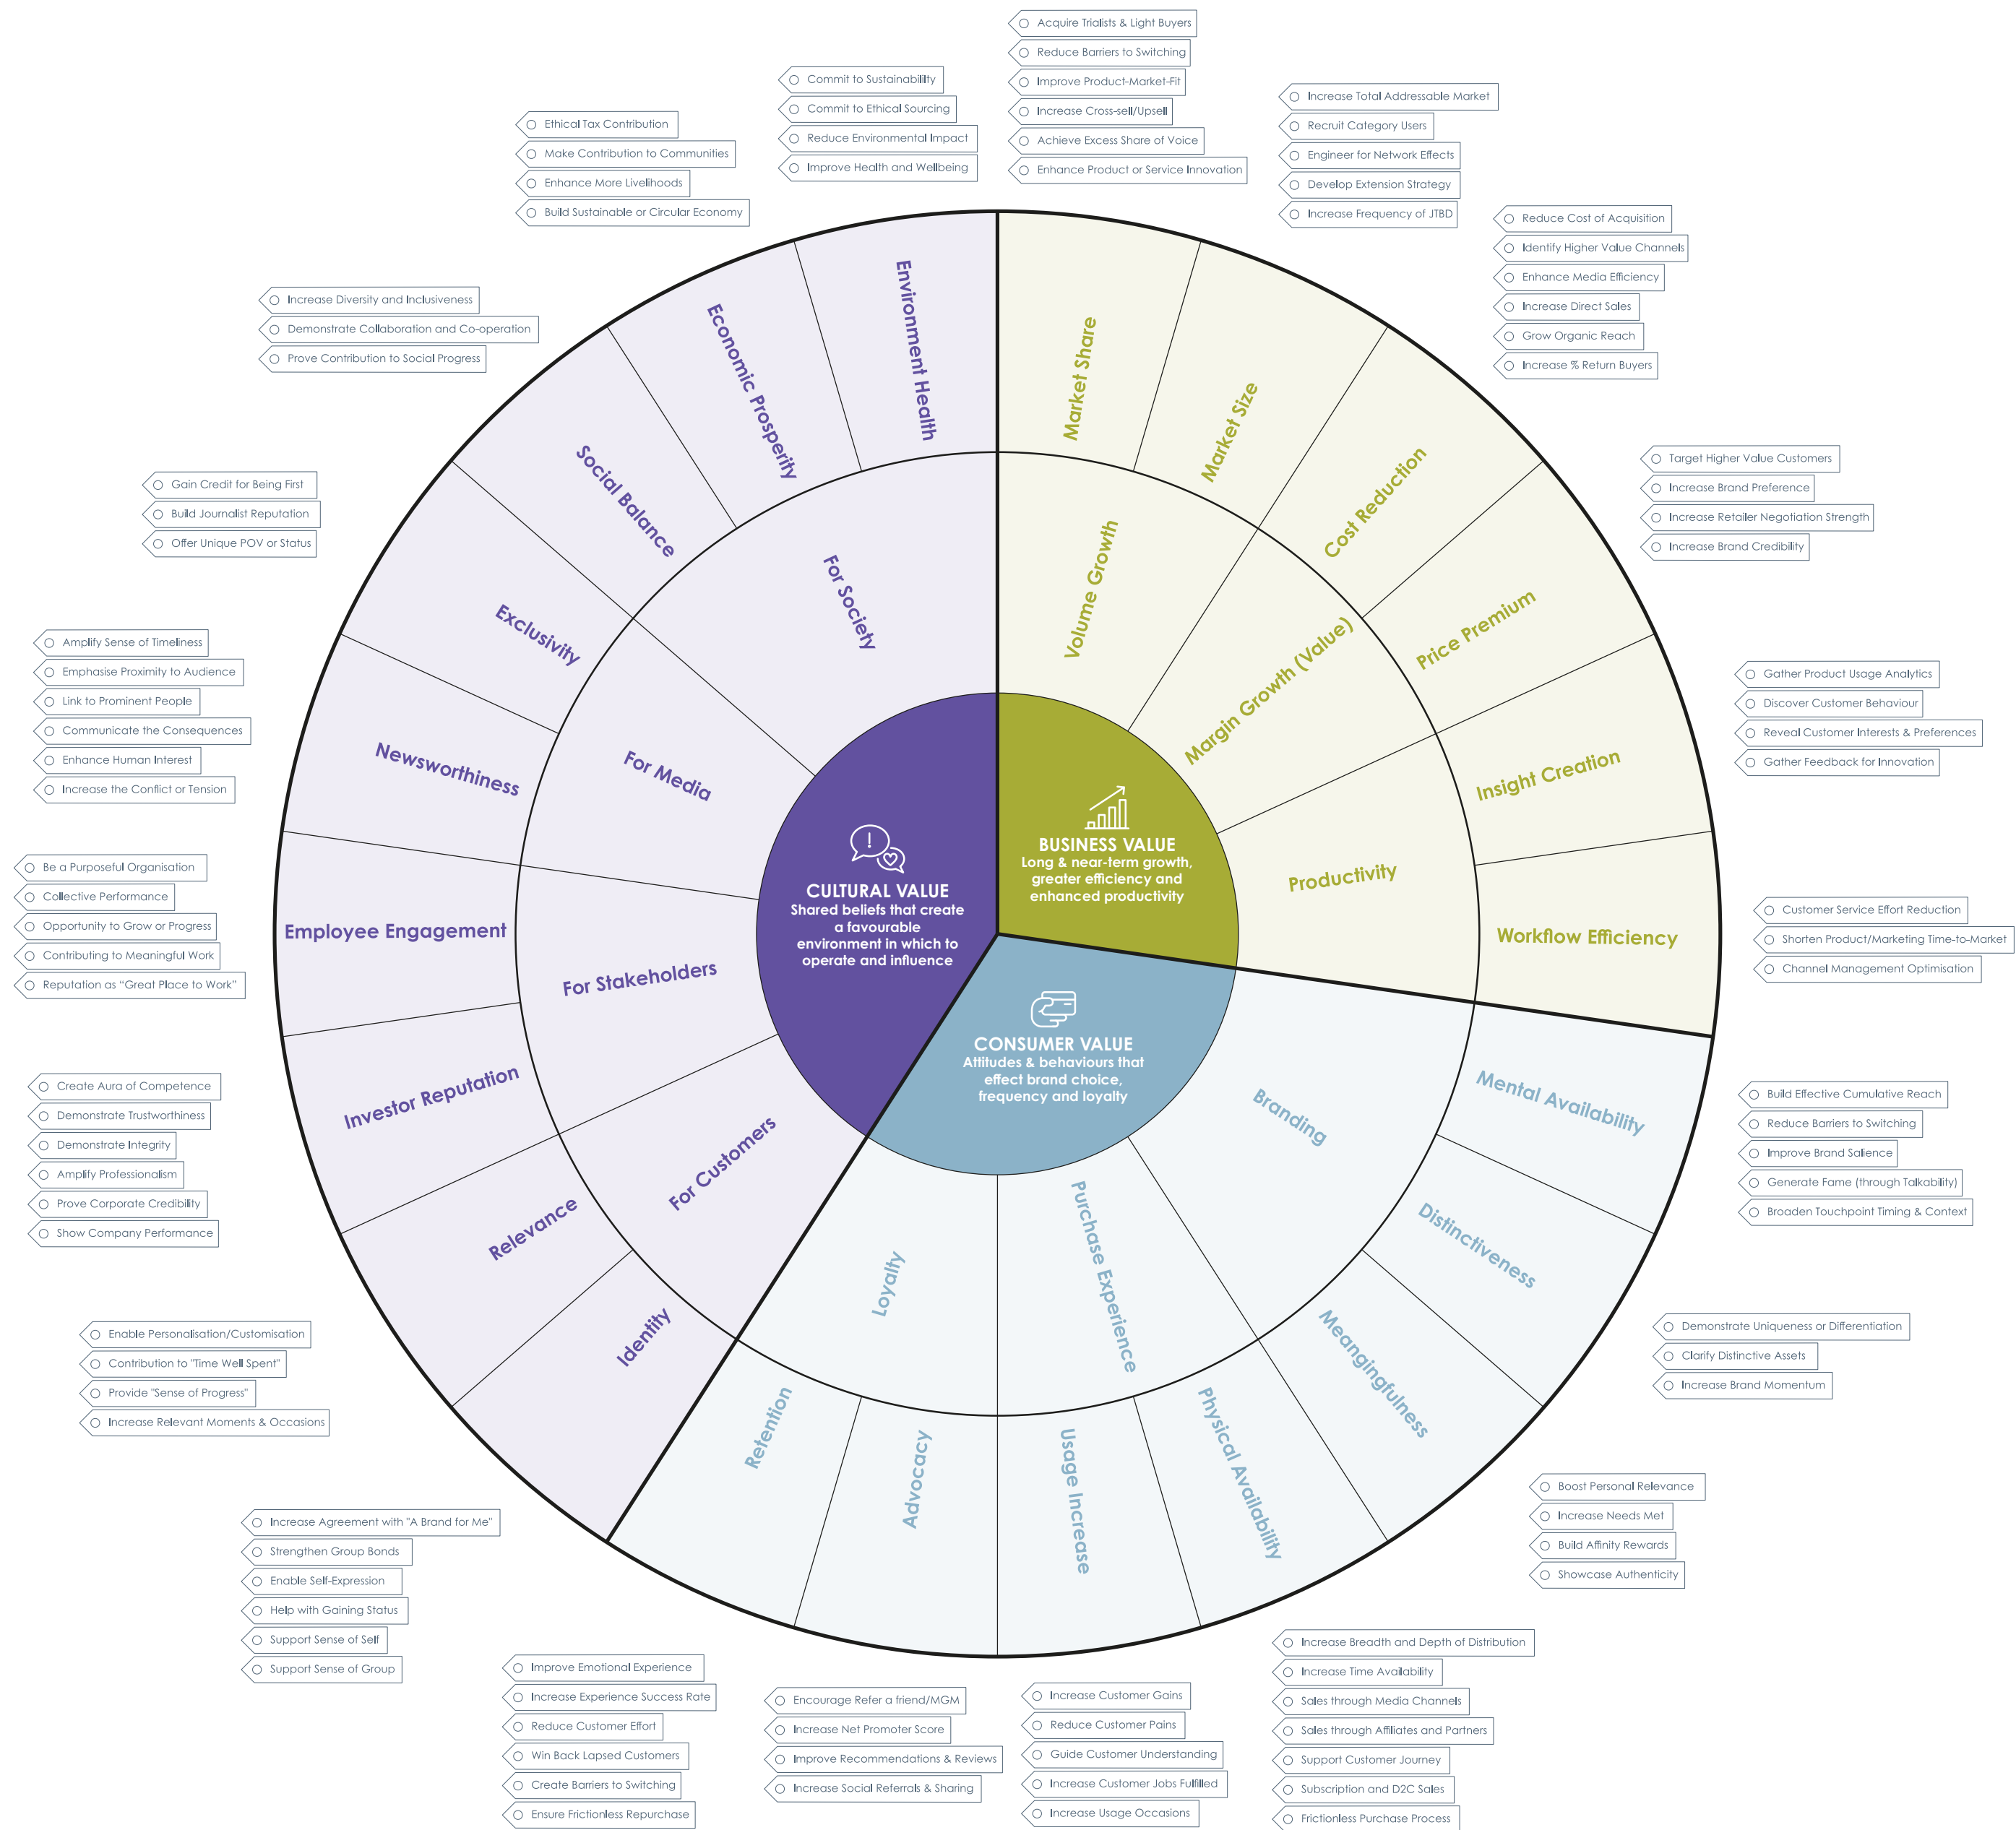 Acquire Trialists & Light Buyers
Reduce Barriers to Switching
Improve Product-Market-Fit
Increase Cross-sell/Upsell
Achieve Excess Share of Voice
Enhance Product or Service Innovation
Increase Total Addressable Market
Recruit Category Users
Engineer for Network Effects
Develop Extension Strategy
Increase Frequency of JTBD
Reduce Cost of Acquisition
Identify Higher Value Channels
Enhance Media Efficiency
Increase Direct Sales
Grow Organic Reach
Increase % Return Buyers
Target Higher Value Customers
Increase Brand Preference
Increase Retailer Negotiation Strength
Increase Brand Credibility
Gather Product Usage Analytics
Discover Customer Behaviour
Reveal Customer Interests & Preferences
Gather Feedback for Innovation
Customer Service Effort Reduction
Shorten Product/Marketing Time-to-Market
Channel Management Optimisation
Build Effective Cumulative Reach
Reduce Barriers to Switching
Improve Brand Salience
Generate Fame (through Talkability)
Broaden Touchpoint Timing & Context
Demonstrate Uniqueness or Differentiation
Clarify Distinctive Assets
Increase Brand Momentum
Boost Personal Relevance
Increase Needs Met
Build Affinity Rewards
Showcase Authenticity
Increase Breadth and Depth of Distribution
Increase Time Availability
Sales through Media Channels
Sales through Affiliates and Partners
Support Customer Journey
Subscription and D2C Sales
Frictionless Purchase Process
Increase Customer Gains
Reduce Customer Pains
Guide Customer Understanding
Increase Customer Jobs Fulfilled
Increase Usage Occasions
Encourage Refer a friend/MGM
Increase Net Promoter Score
Improve Recommendations & Reviews
Increase Social Referrals & Sharing
Improve Emotional Experience
Increase Experience Success Rate
Reduce Customer Effort
Win Back Lapsed Customers
Create Barriers to Switching
Ensure Frictionless Repurchase
Increase Agreement with "A Brand for Me"
Strengthen Group Bonds
Enable Self-Expression
Help with Gaining Status
Support Sense of Self
Support Sense of Group
Enable Personalisation/Customisation
Contribution to "Time Well Spent"
Provide "Sense of Progress"
Increase Relevant Moments & Occasions
Create Aura of Competence
Demonstrate Trustworthiness
Demonstrate Integrity
Amplify Professionalism
Prove Corporate Credibility
Show Company Performance
Be a Purposeful Organisation
Collective Performance
Opportunity to Grow or Progress
Contributing to Meaningful Work
Reputation as “Great Place to Work”
Amplify Sense of Timeliness
Emphasise Proximity to Audience
Link to Prominent People
Communicate the Consequences
Enhance Human Interest
Increase the Conflict or Tension
Gain Credit for Being First
Build Journalist Reputation
Offer Unique POV or Status
Increase Diversity and Inclusiveness
Demonstrate Collaboration and Co-operation
Prove Contribution to Social Progress
Ethical Tax Contribution
Make Contribution to Communities
Enhance More Livelihoods
Build Sustainable or Circular Economy
Commit to Sustainability
Commit to Ethical Sourcing
Reduce Environmental Impact
Improve Health and Wellbeing
Market Share
Market Size
Cost Reduction
Price Premium
Insight Creation
Workflow Efficiency
Mental Availability
Distinctiveness
Meangingfulness
Physical Availability
Usage Increase
Advocacy
Retention
Identity
Relevance
Investor Reputation
Employee Engagement
Newsworthiness
Exclusivity
Social Balance
Economic Prosperity
Environment Health
Volume Growth
Margin Growth (Value)
Productivity
Branding
Purchase Experience
Loyalty
For Customers
For Stakeholders
For Media
For Society
BUSINESS VALUE
Long & near-term growth,
greater efficiency and
enhanced productivity
CONSUMER VALUE
Attitudes & behaviours that
effect brand choice,
frequency and loyalty
CULTURAL VALUE
Shared beliefs that create
a favourable
environment in which to
operate and influence